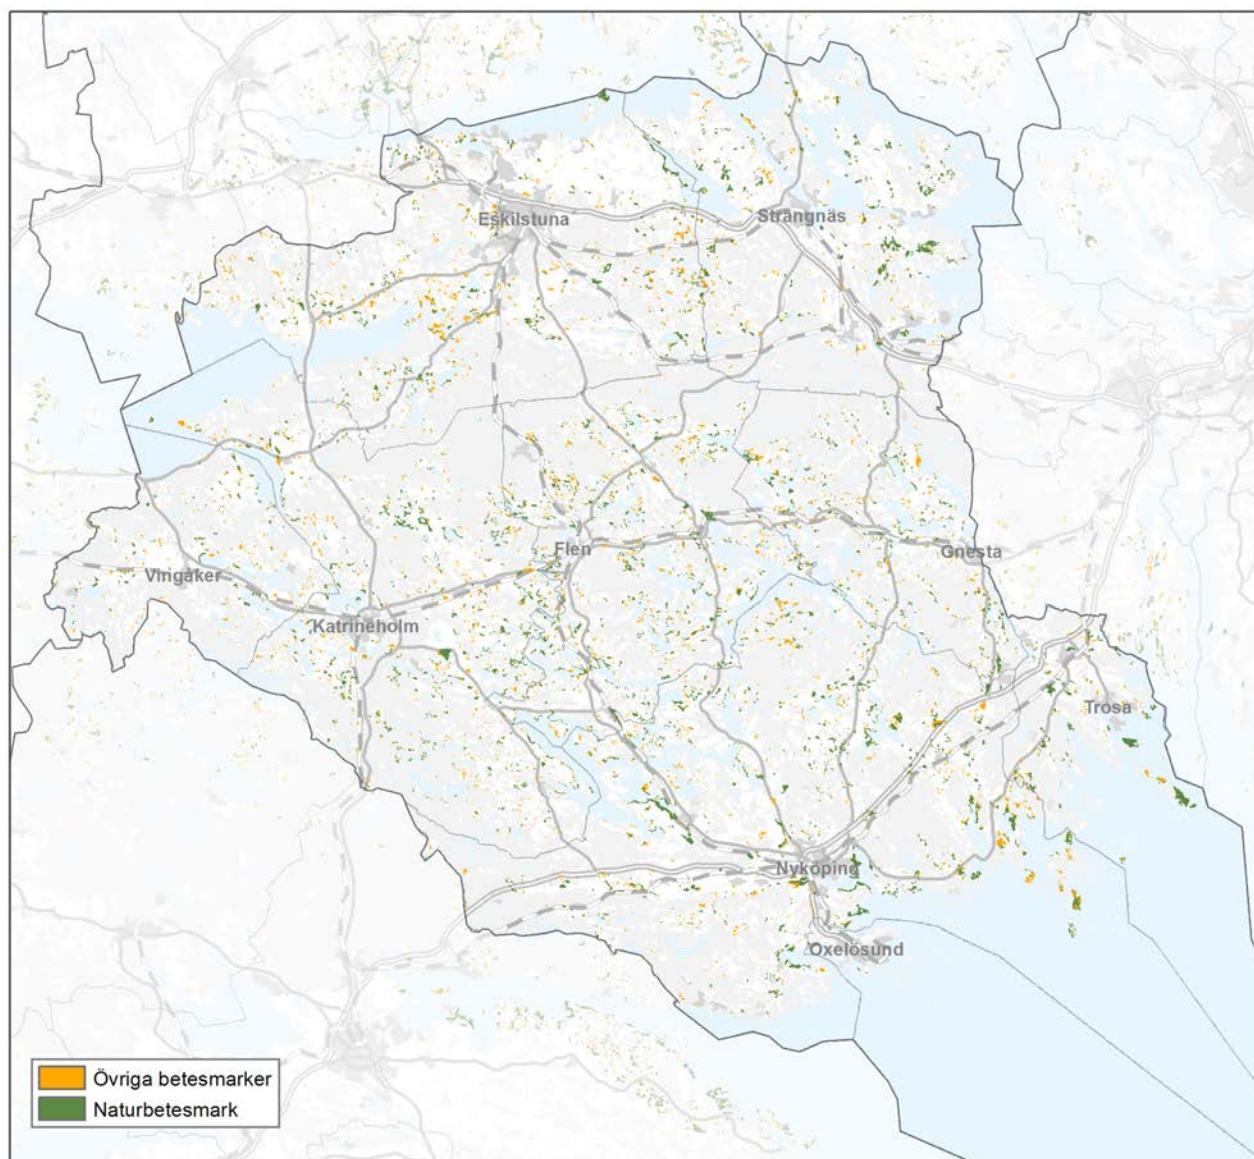 Eskilstuna
Strängnäs
Flen
Gnesta
Vingåker
Katrineholm
Trosa
Nyköping
Oxelösund
Övriga betesmarker
Naturbetesmark